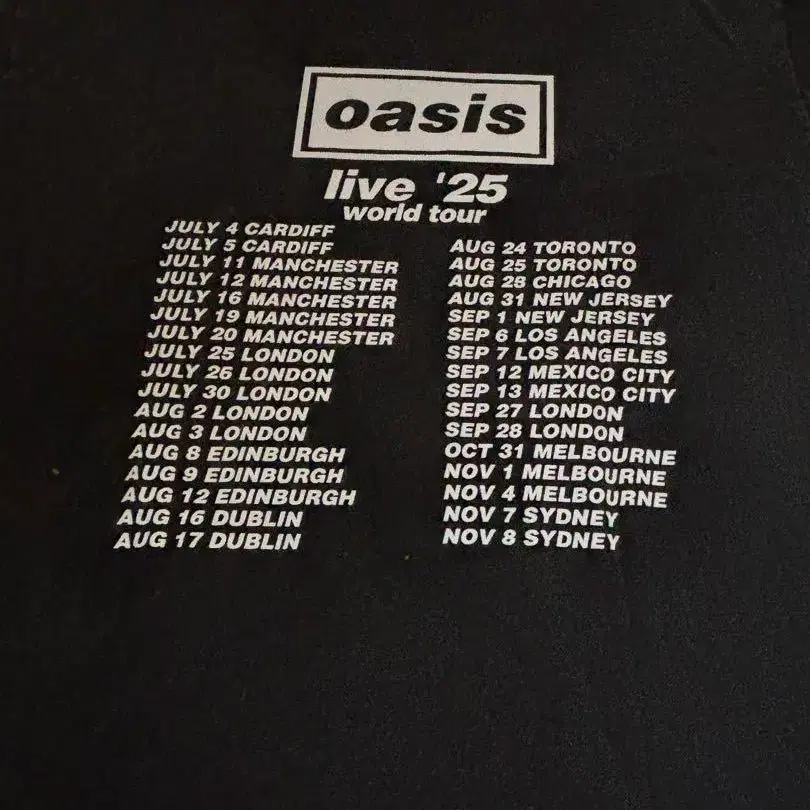 oasis
live '25
world tour
JULY 4 CARDIFF
JULY 5 CARDIFF
JULY 11 MANCHESTER
JULY 12 MANCHESTER
JULY 16 MANCHESTER
JULY 19 MANCHESTER
JULY 20 MANCHESTER
JULY 25 LONDON
JULY 26 LONDON
JULY 30 LONDON
AUG 2 LONDON
AUG 3 LONDON
AUG 8 EDINBURGH
AUG 9 EDINBURGH
AUG 12 EDINBURGH
AUG 16 DUBLIN
AUG 17 DUBLIN
AUG 24 TORONTO
AUG 25 TORONTO
AUG 28 CHICAGO
AUG 31 NEW JERSEY
SEP 1 NEW JERSEY
SEP 6 LOS ANGELES
SEP 7 LOS ANGELES
SEP 12 MEXICO CITY
SEP 13 MEXICO CITY
SEP 27 LONDON
SEP 28 LONDON
OCT 31 MELBOURNE
NOV 1 MELBOURNE
NOV 4 MELBOURNE
NOV 7 SYDNEY
NOV 8 SYDNEY